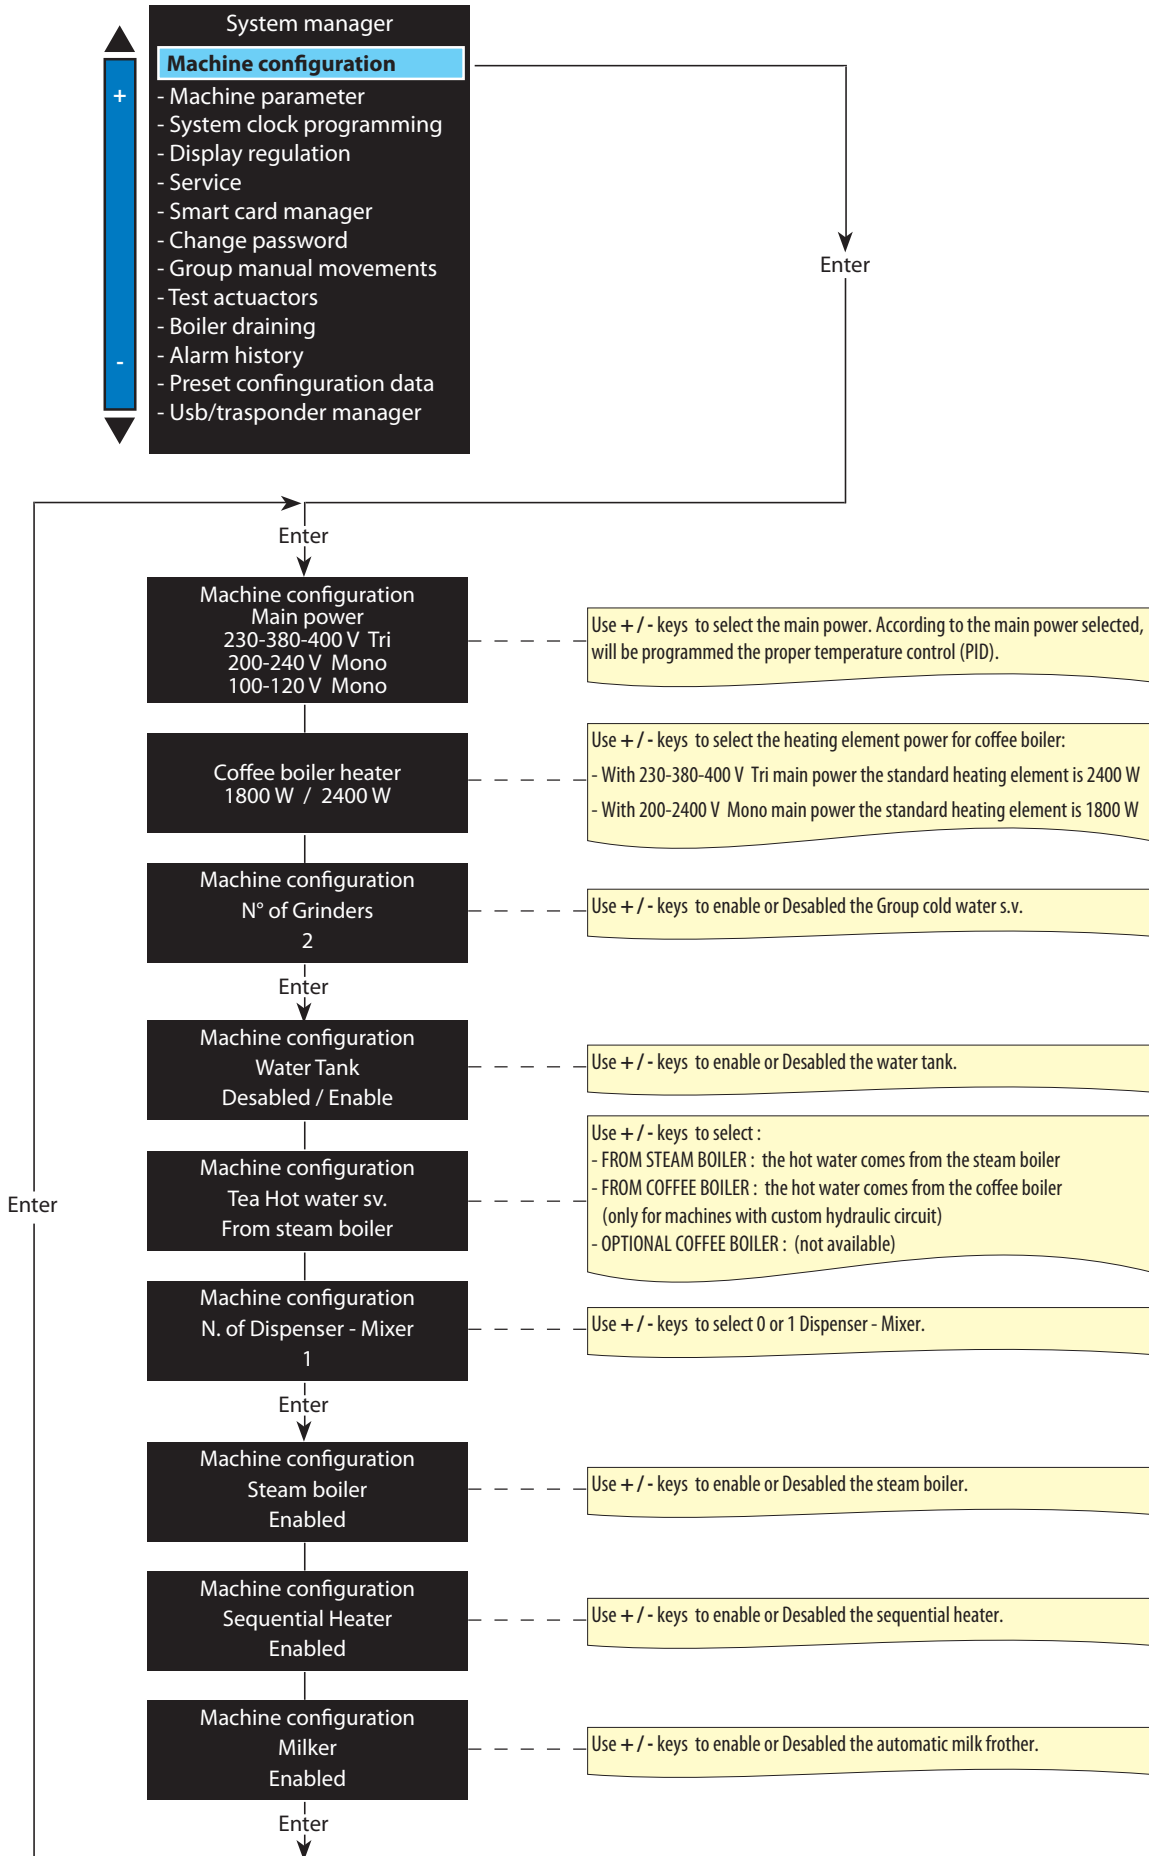 System manager
Machine configuration
+
- Machine parameter
- System clock programming
- Display regulation
- Service
- Smart card manager
- Change password
- Group manual movements
- Test actuactors
- Boiler draining
- Alarm history
-
- Preset confinguration data
- Usb/trasponder manager
Enter
Enter
Machine configuration
Main power
230-380-400 V Tri
200-240 V Mono
100-120 V Mono
Use + / - keys to select the main power. According to the main power selected,
will be programmed the proper temperature control (PID).
Coffee boiler heater
1800 W / 2400 W
Use + / - keys to select the heating element power for coffee boiler:
- With 230-380-400 V Tri main power the standard heating element is 2400 W
- With 200-2400 V Mono main power the standard heating element is 1800 W
Machine configuration
N° of Grinders
2
Use + / - keys to enable or Desabled the Group cold water s.v.
Enter
Machine configuration
Water Tank
Desabled / Enable
Use + / - keys to enable or Desabled the water tank.
Machine configuration
Tea Hot water sv.
From steam boiler
Use + / - keys to select :
- FROM STEAM BOILER : the hot water comes from the steam boiler
- FROM COFFEE BOILER : the hot water comes from the coffee boiler
(only for machines with custom hydraulic circuit)
- OPTIONAL COFFEE BOILER : (not available)
Enter
Machine configuration
N. of Dispenser - Mixer
1
Use + / - keys to select 0 or 1 Dispenser - Mixer.
Enter
Machine configuration
Steam boiler
Enabled
Use + / - keys to enable or Desabled the steam boiler.
Machine configuration
Sequential Heater
Enabled
Use + / - keys to enable or Desabled the sequential heater.
Machine configuration
Milker
Enabled
Use + / - keys to enable or Desabled the automatic milk frother.
Enter